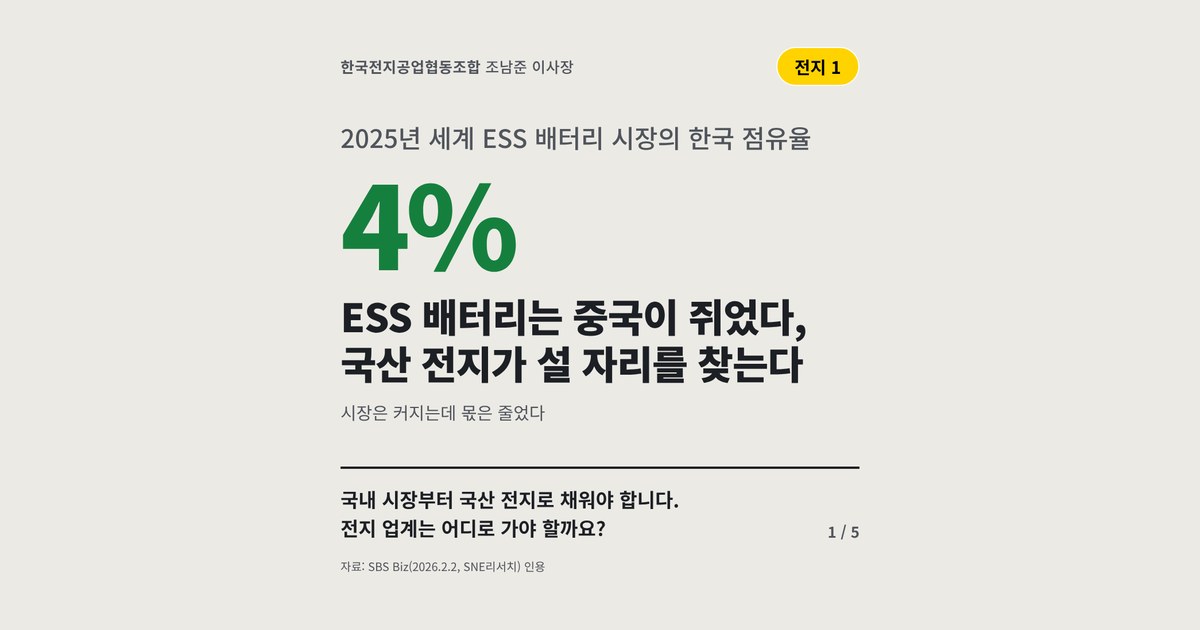 한국전지공업협동조합 조남준 이사장
전지 1
2025년 세계 ESS 배터리 시장의 한국 점유율
4%
ESS 배터리는 중국이 쥐었다,
국산 전지가 설 자리를 찾는다
시장은 커지는데 몫은 줄었다
국내 시장부터 국산 전지로 채워야 합니다.
전지 업계는 어디로 가야 할까요?
1 / 5
자료: SBS Biz(2026.2.2, SNE리서치) 인용